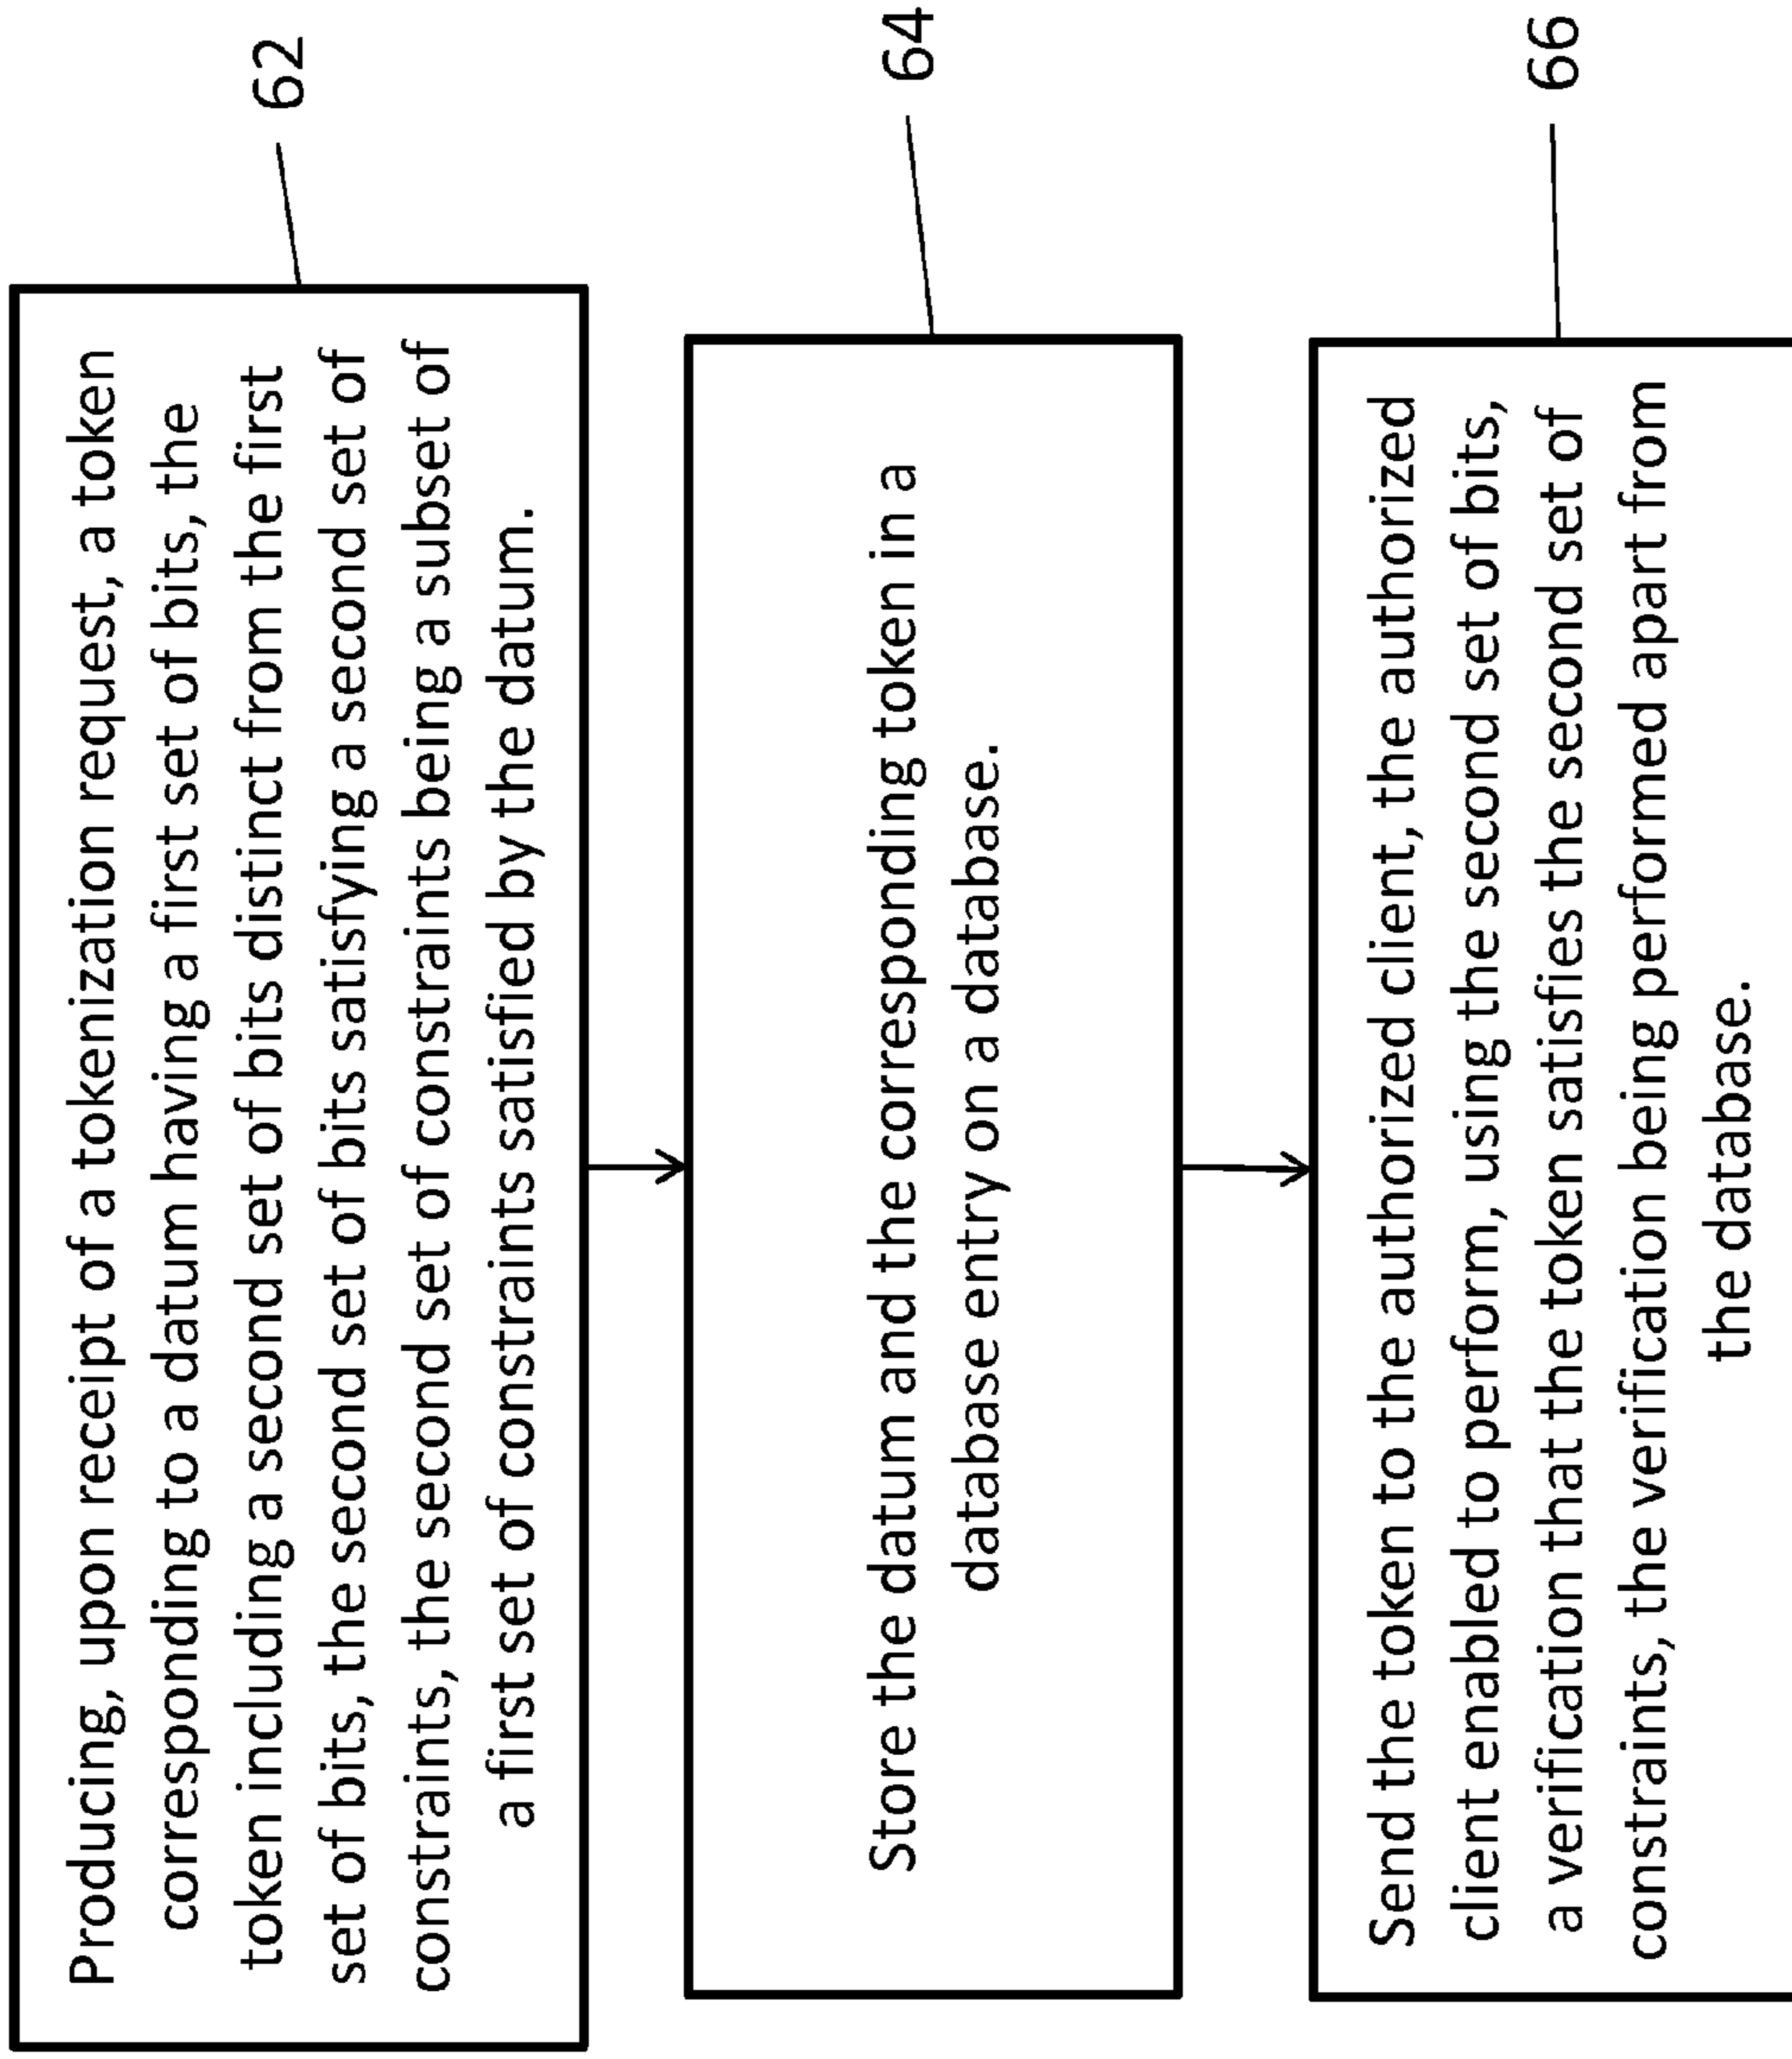 Producing, upon receipt of a tokenization request, a token
corresponding to a datum having a first set of bits, the
token including a second set of bits distinct from the first
set of bits, the second set of bits satisfying a second set of
constraints, the second set of constraints being a subset of
a first set of constraints satisfied by the datum.
62
Store the datum and the corresponding token in a
database entry on a database.
64
Send the token to the authorized client, the authorized
client enabled to perform, using the second set of bits,
a verification that the token satisfies the second set of
constraints, the verification being performed apart from
the database.
66